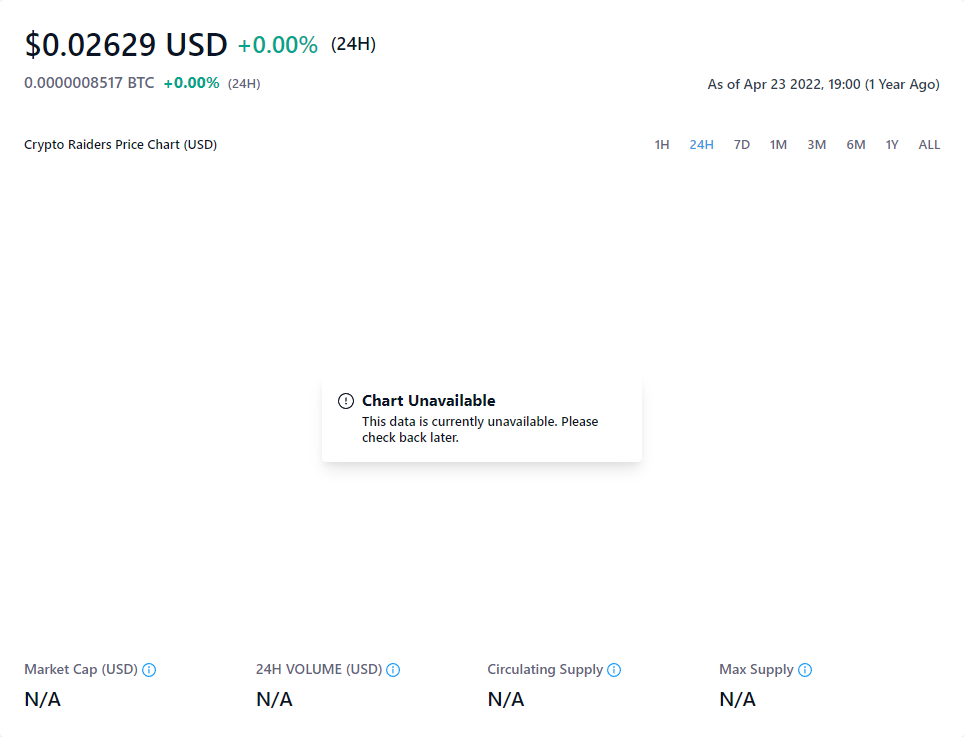 $0.02629 USD +0.00% (24H)
0.0000008517 BTC +0.00% (24H)
As of Apr 23 2022, 19:00 (1 Year Ago)
Crypto Raiders Price Chart (USD)
1H 24H 7D 1M 3M 6M 1Y ALL
Chart Unavailable
This data is currently unavailable. Please
check back later.
Market Cap (USD)
N/A
24H VOLUME (USD)
N/A
Circulating Supply
N/A
Max Supply
N/A